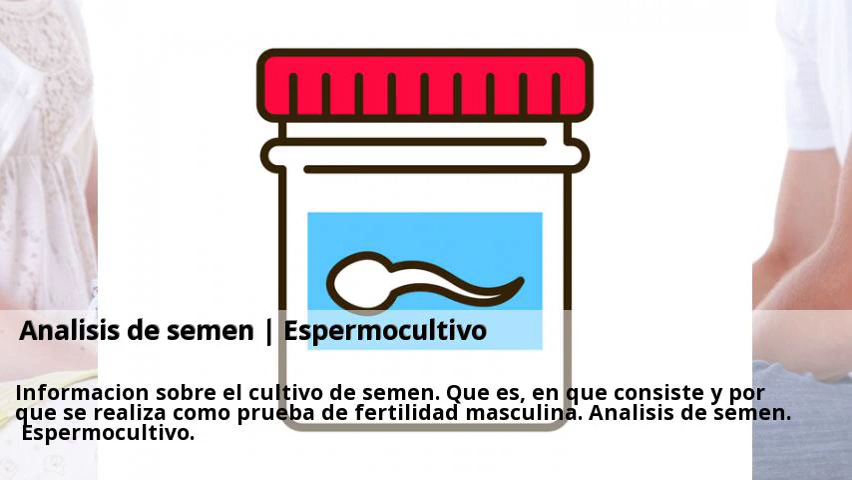 Analisis de semen | Espermocultivo
Informacion sobre el cultivo de semen. Que es, en que consiste y por
que se realiza como prueba de fertilidad masculina. Analisis de semen.
Espermocultivo.